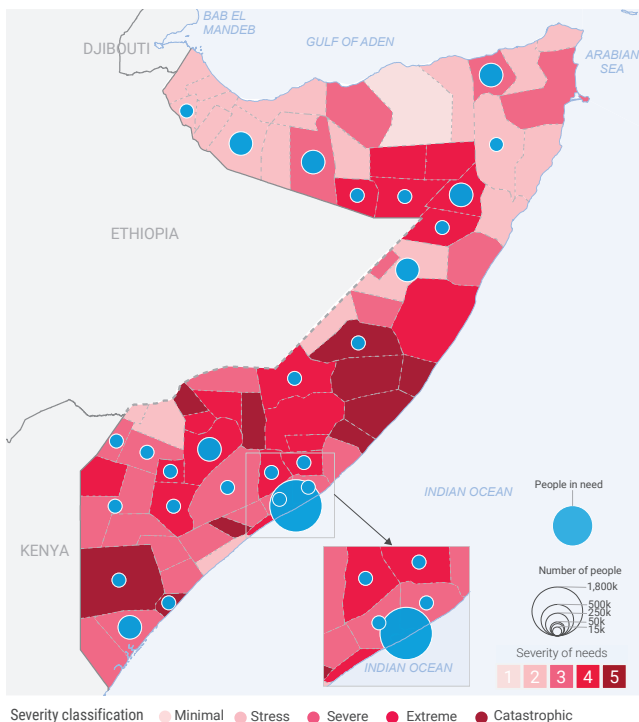 BAB EL
MANDEB
DJIBOUTI
GULF OF ADEN
ARABIAN
SEA
ETHIOPIA
INDIAN OCEAN
KENYA
People in need
Number of people
1,800k
500k
250k
50k
15k
INDIAN OCEAN
Severity of needs
1 2 3 4 5
Severity classification Minimal Stress Severe Extreme Catastrophic